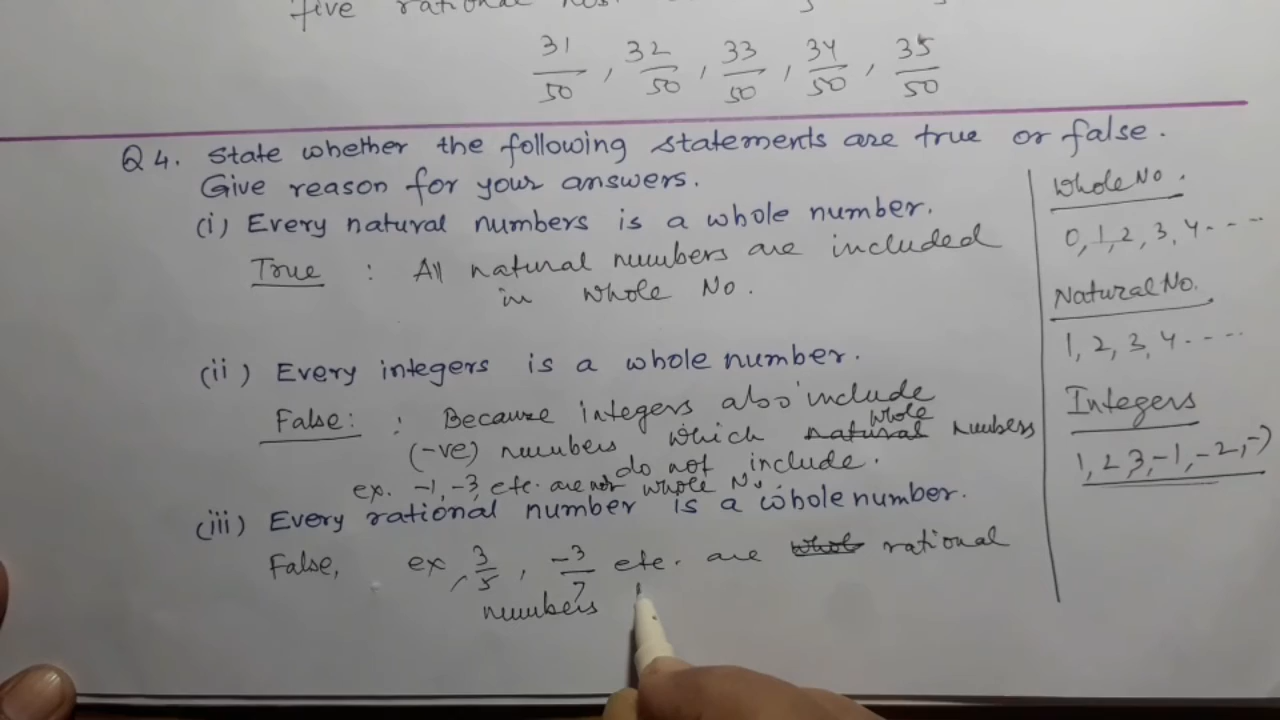 five rational nos.
31/50, 32/50, 33/50, 34/50, 35/50
Q4. State whether the following statements are true or false.
Give reason for your answers.
(i) Every natural numbers is a whole number.
True : All natural numbers are included
in whole No.
(ii) Every integers is a whole number.
False: : Because integers also include
(-ve) numbers which natural whole numbers
do not include.
ex. -1, -3, etc. are not whole No.
(iii) Every rational number is a whole number.
False, ex, 3/5, -3/7 etc. are whol rational
numbers
Whole No.
0, 1, 2, 3, 4 - - - -
Natural No.
1, 2, 3, 4 - - - -
Integers
1, 2 3, -1, -2, -)